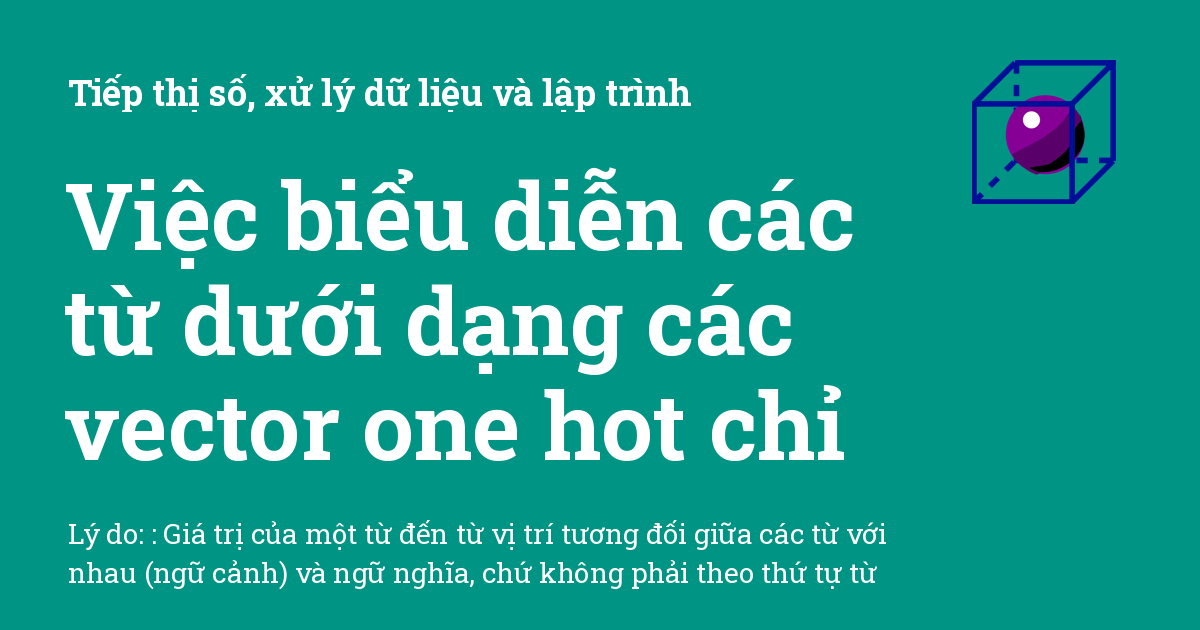 Tiếp thị số, xử lý dữ liệu và lập trình
Việc biểu diễn các
từ dưới dạng các
vector one hot chỉ
Lý do: : Giá trị của một từ đến từ vị trí tương đối giữa các từ với
nhau (ngữ cảnh) và ngữ nghĩa, chứ không phải theo thứ tự từ